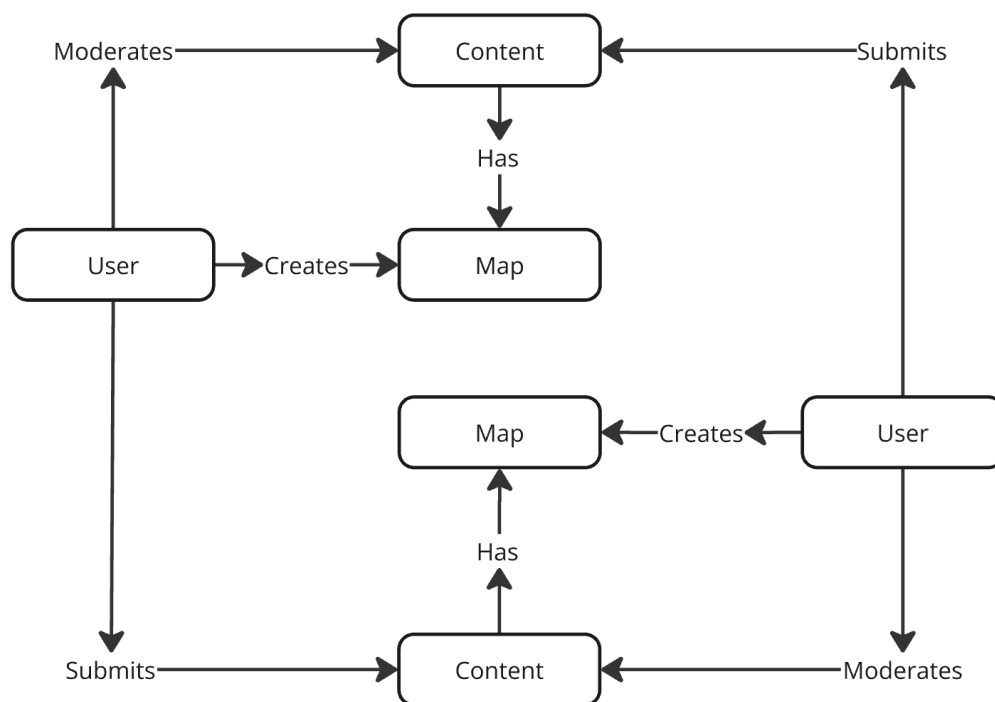 Moderates
Content
Submits
Has
User
Creates
Map
Map
Creates
User
Has
Submits
Content
Moderates